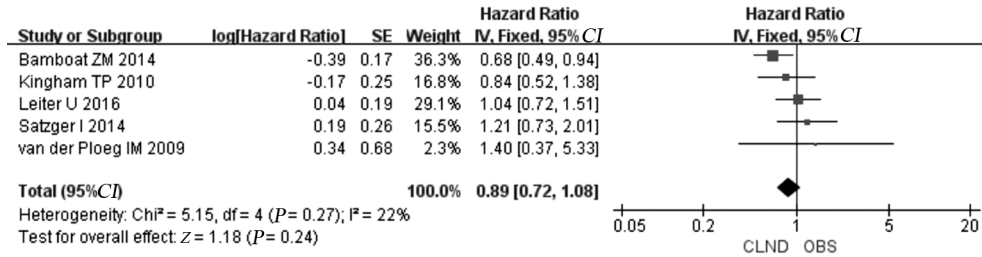 Hazard Ratio Hazard Ratio
Study or Subgroup log[Hazard Ratio] SE Weight IV, Fixed, 95% CI IV, Fixed, 95% CI
Bamboat ZM 2014 -0.39 0.17 36.3% 0.68 [0.49, 0.94]
Kingham TP 2010 -0.17 0.25 16.8% 0.84 [0.52, 1.38]
Leiter U 2016 0.04 0.19 29.1% 1.04 [0.72, 1.51]
Satzger I 2014 0.19 0.26 15.5% 1.21 [0.73, 2.01]
van der Ploeg IM 2009 0.34 0.68 2.3% 1.40 [0.37, 5.33]
Total (95%CI) 100.0% 0.89 [0.72, 1.08]
Heterogeneity: Chi² = 5.15, df = 4 (P = 0.27); I² = 22%
Test for overall effect: Z = 1.18 (P = 0.24)
0.05 0.2 1 5 20
CLND OBS